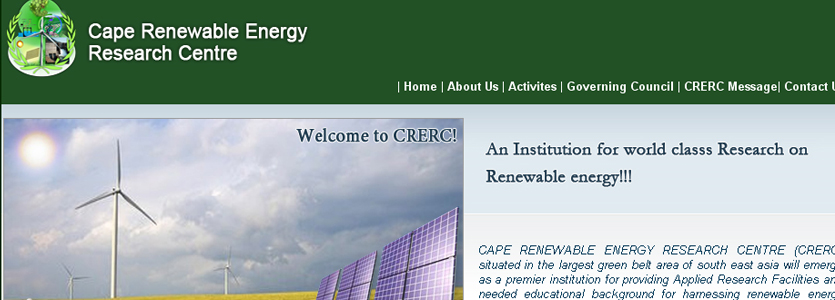 Cape Renewable Energy
Research Centre
| Home | About Us | Activites | Governing Council | CRERC Message| Contact
Welcome to CRERC!
An Institution for world classs Research on
Renewable energy!!!
CAPE RENEWABLE ENERGY RESEARCH CENTRE (CRERC
situated in the largest green belt area of south east asia will emerg
as a premier institution for providing Applied Research Facilities an
needed educational background for harnessing renewable energ